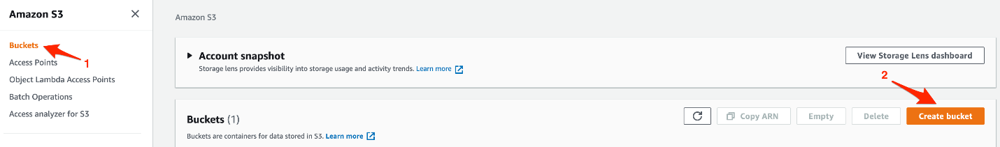 Amazon S3
Buckets
1
Access Points
Object Lambda Access Points
Batch Operations
Access analyzer for S3
Amazon S3
Account snapshot
View Storage Lens dashboard
Storage lens provides visibility into storage usage and activity trends. Learn more
2
Buckets (1)
Copy ARN
Empty
Delete
Create bucket
Buckets are containers for data stored in S3. Learn more